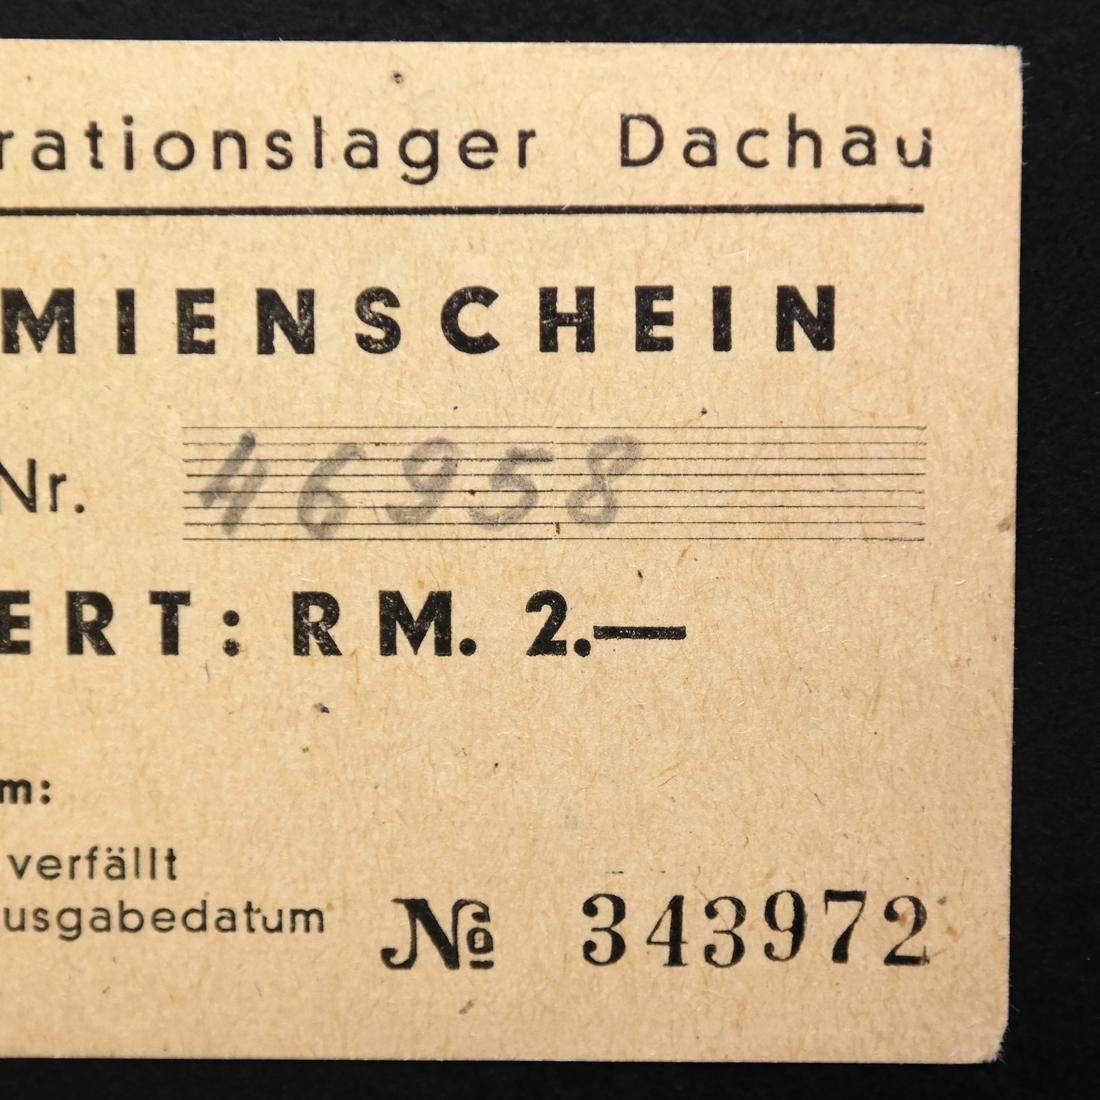 rationslager Dachau
MIENSCHEIN
Nr. 46958
ERT: RM. 2.—
m:
verfällt
usgabedatum
№ 343972